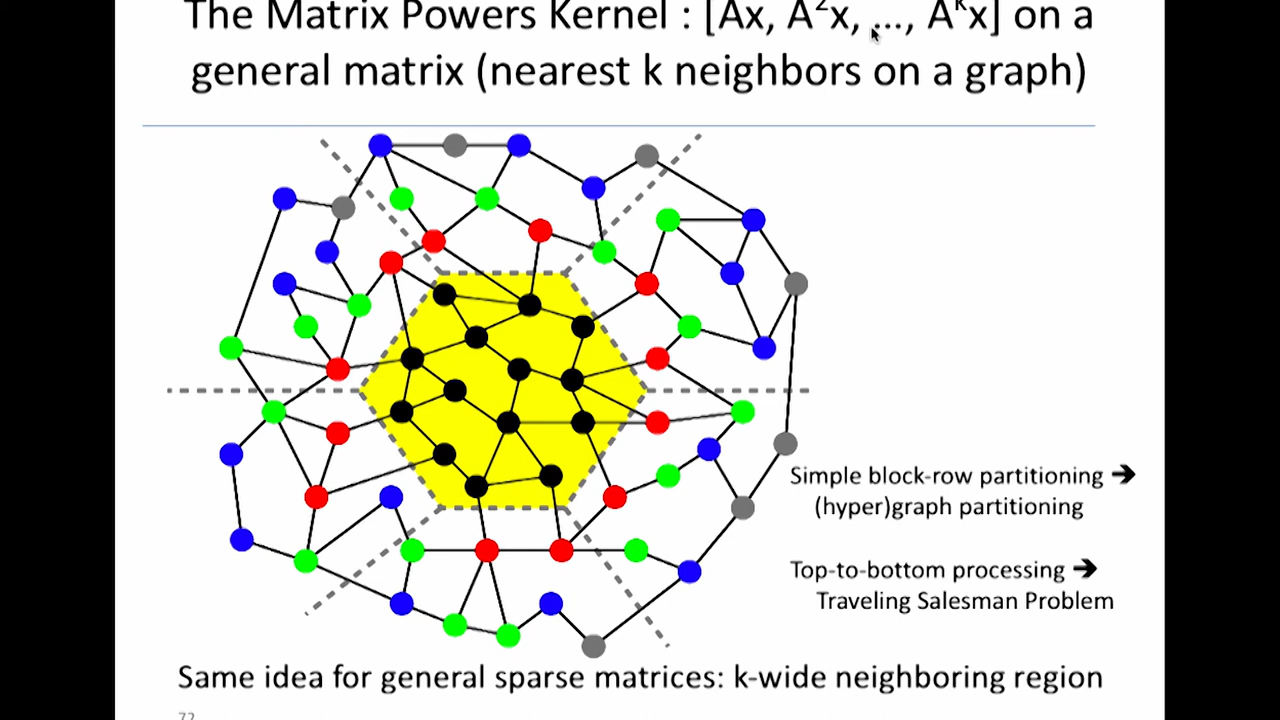 The Matrix Powers Kernel : [Ax, A²x, …, Aᵏx] on a
general matrix (nearest k neighbors on a graph)
Simple block-row partitioning ➔
(hyper)graph partitioning
Top-to-bottom processing ➔
Traveling Salesman Problem
Same idea for general sparse matrices: k-wide neighboring region
72